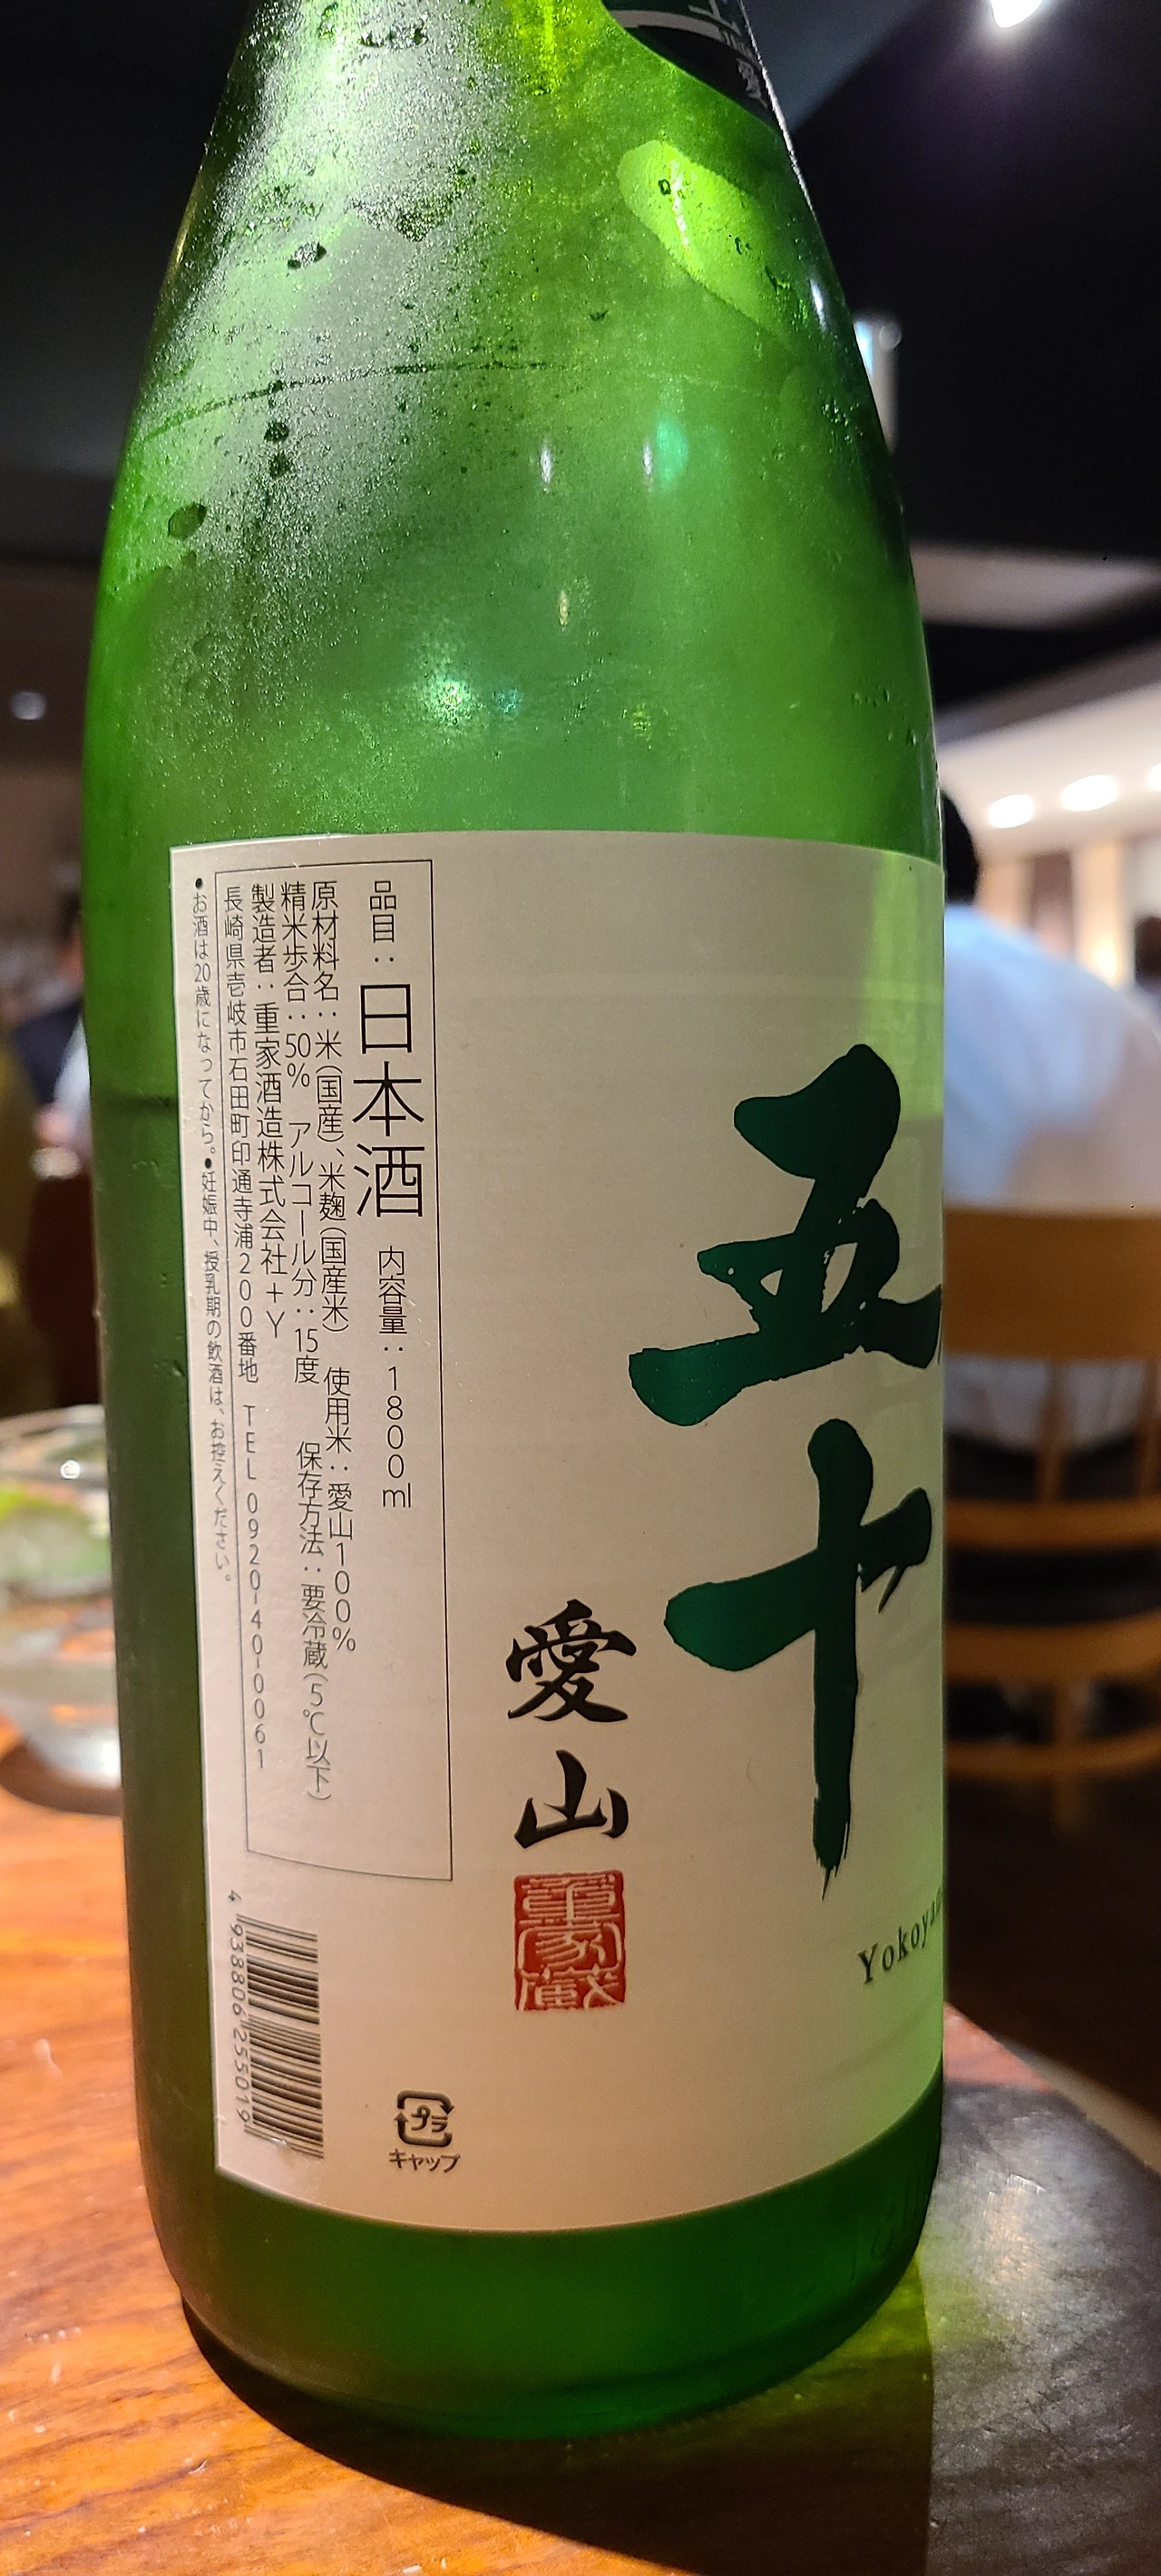 五十
Yokoya
愛山
重家蔵
品目：日本酒 内容量：1800ml
原材料名：米(国産)、米麹(国産米) 使用米：愛山100%
精米歩合：50% アルコール分：15度 保存方法：要冷蔵(5℃以下)
製造者：重家酒造株式会社＋Y
長崎県壱岐市石田町印通寺浦200番地 TEL 0920-40-0061
●お酒は20歳になってから。●妊娠中、授乳期の飲酒は、お控えください。
4 938806 255019
プラ
キャップ